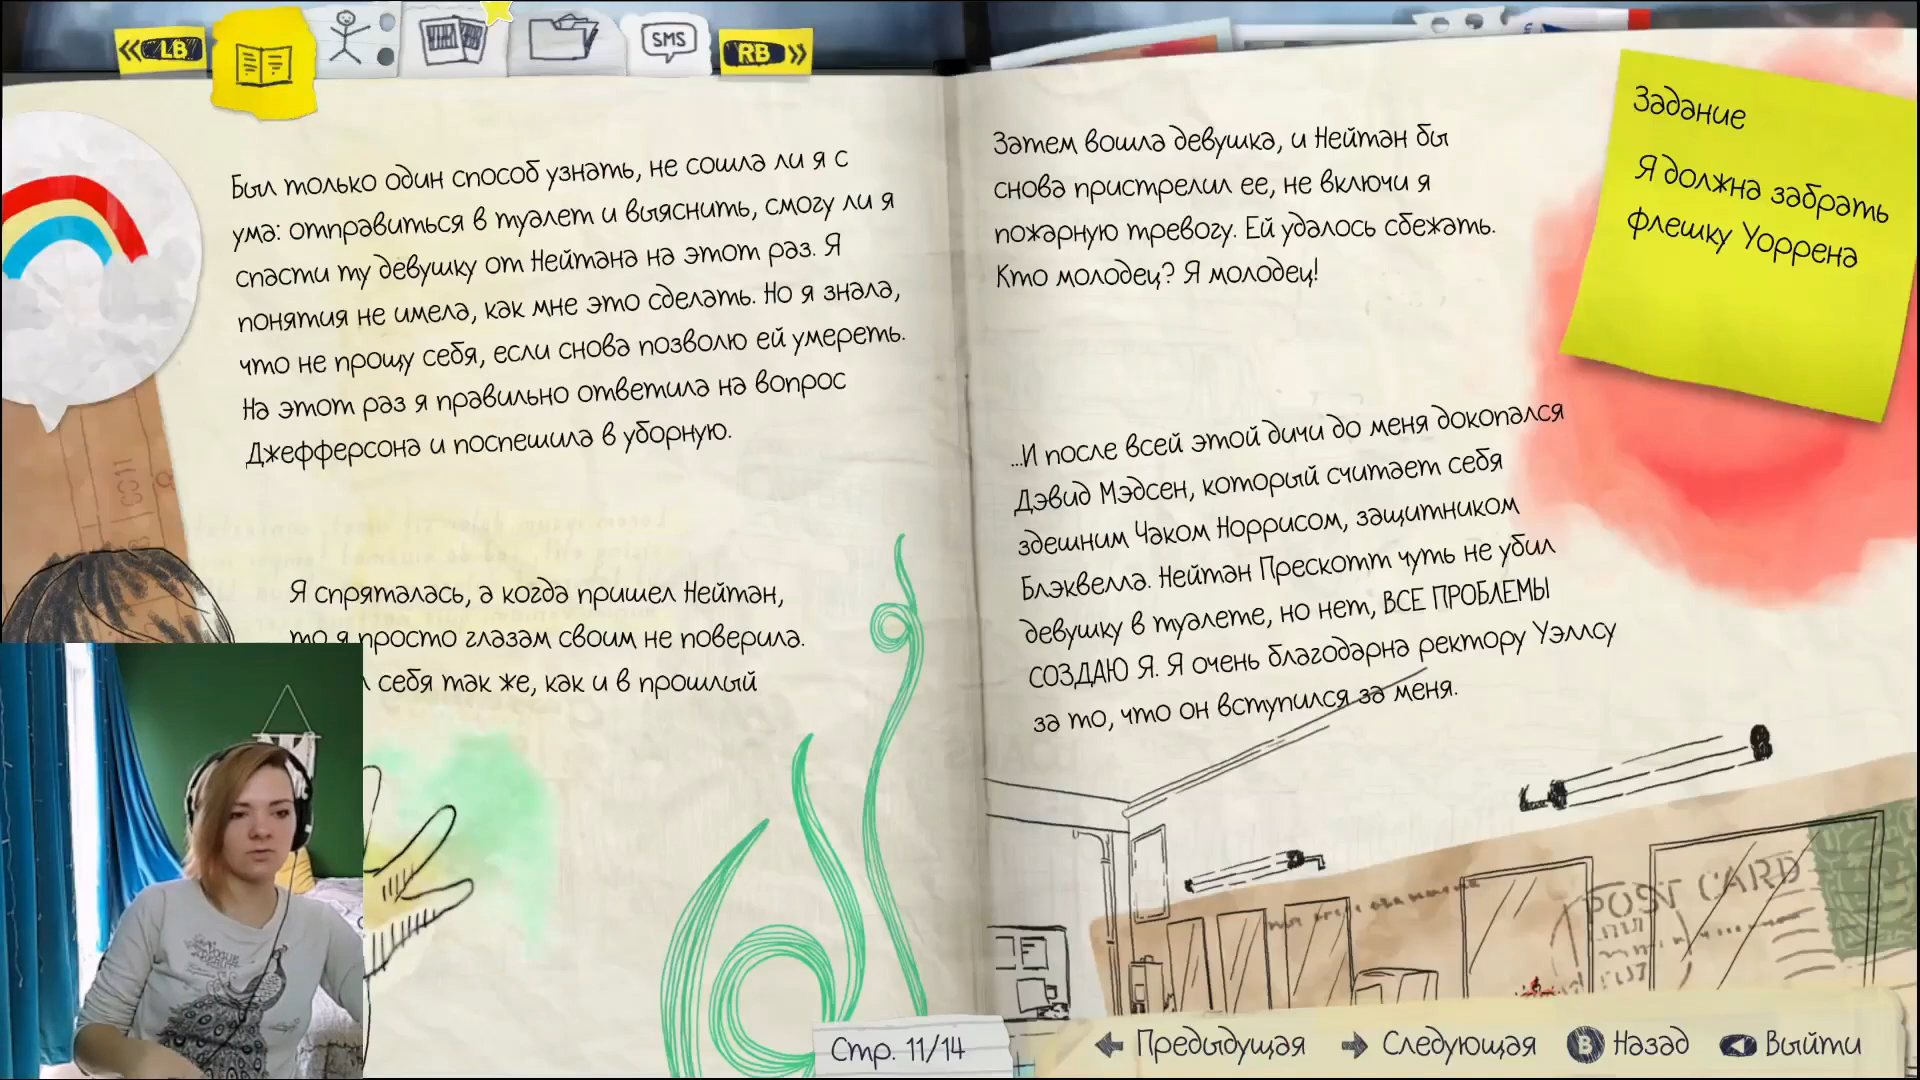 LB
SMS
RB
Был только один способ узнать, не сошла ли я с
ума: отправиться в туалет и выяснить, смогу ли я
спасти ту девушку от Нейтана на этот раз. Я
понятия не имела, как мне это сделать. Но я знала,
что не прощу себя, если снова позволю ей умереть.
На этот раз я правильно ответила на вопрос
Джефферсона и поспешила в уборную.
Я спряталась, а когда пришел Нейтан,
то я просто глазам своим не поверила.
себя так же, как и в прошлый
Затем вошла девушка, и Нейтан бы
снова пристрелил ее, не включи я
пожарную тревогу. Ей удалось сбежать.
Кто молодец? Я молодец!
...И после всей этой дичи до меня докопался
Дэвид Мэдсен, который считает себя
здешним Чаком Норрисом, защитником
Блэквелла. Нейтан Прескотт чуть не убил
девушку в туалете, но нет, ВСЕ ПРОБЛЕМЫ
СОЗДАЮ Я. Я очень благодарна ректору Уэллсу
за то, что он вступился за меня.
Задание
Я должна забрать
флешку Уоррена
POST CARD
Стр. 11/14
Предыдущая
Следующая
B Назад
Выйти